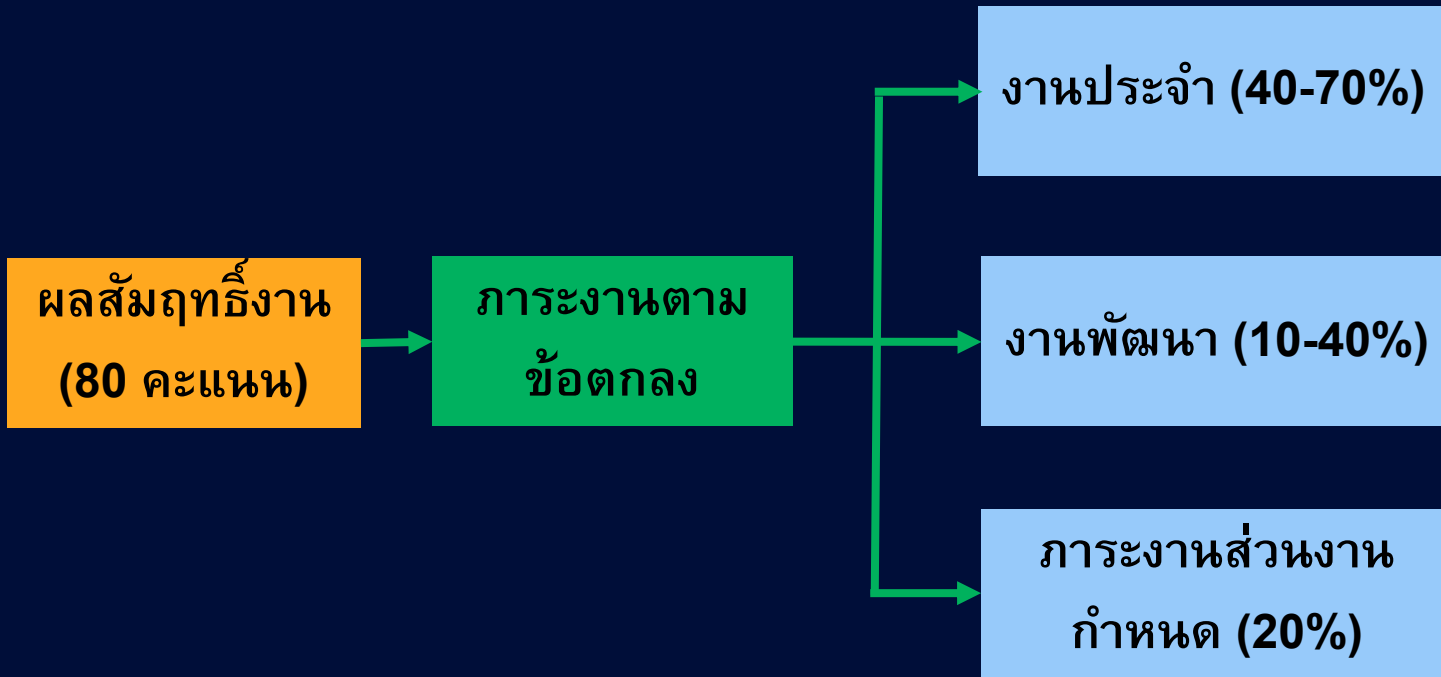 งานประจำ (40-70%)
ผลสัมฤทธิ์งาน
(80 คะแนน)
ภาระงานตาม
ข้อตกลง
งานพัฒนา (10-40%)
ภาระงานส่วนงาน
กำหนด (20%)